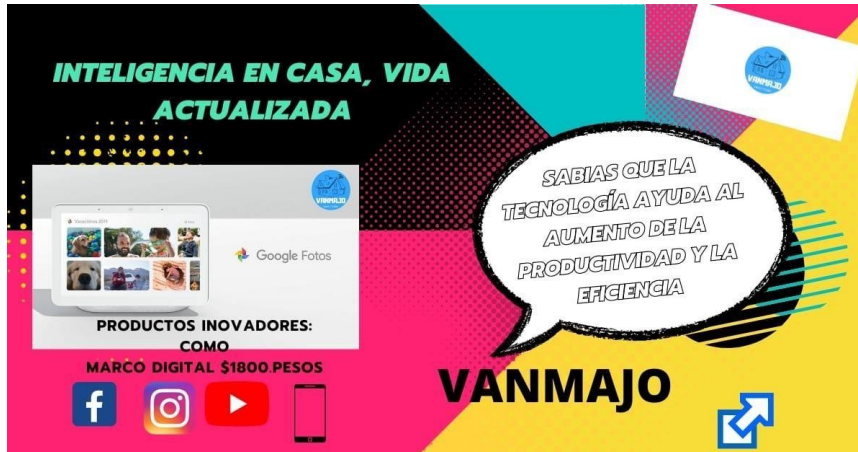 INTELIGENCIA EN CASA, VIDA
ACTUALIZADA
VANMAJO
Google Fotos
PRODUCTOS INOVADORES:
COMO
MARCO DIGITAL $1800.PESOS
VANMAJO
SABIAS QUE LA
TECNOLOGÍA AYUDA AL
AUMENTO DE LA
PRODUCTIVIDAD Y LA
EFICIENCIA
VANMAJO